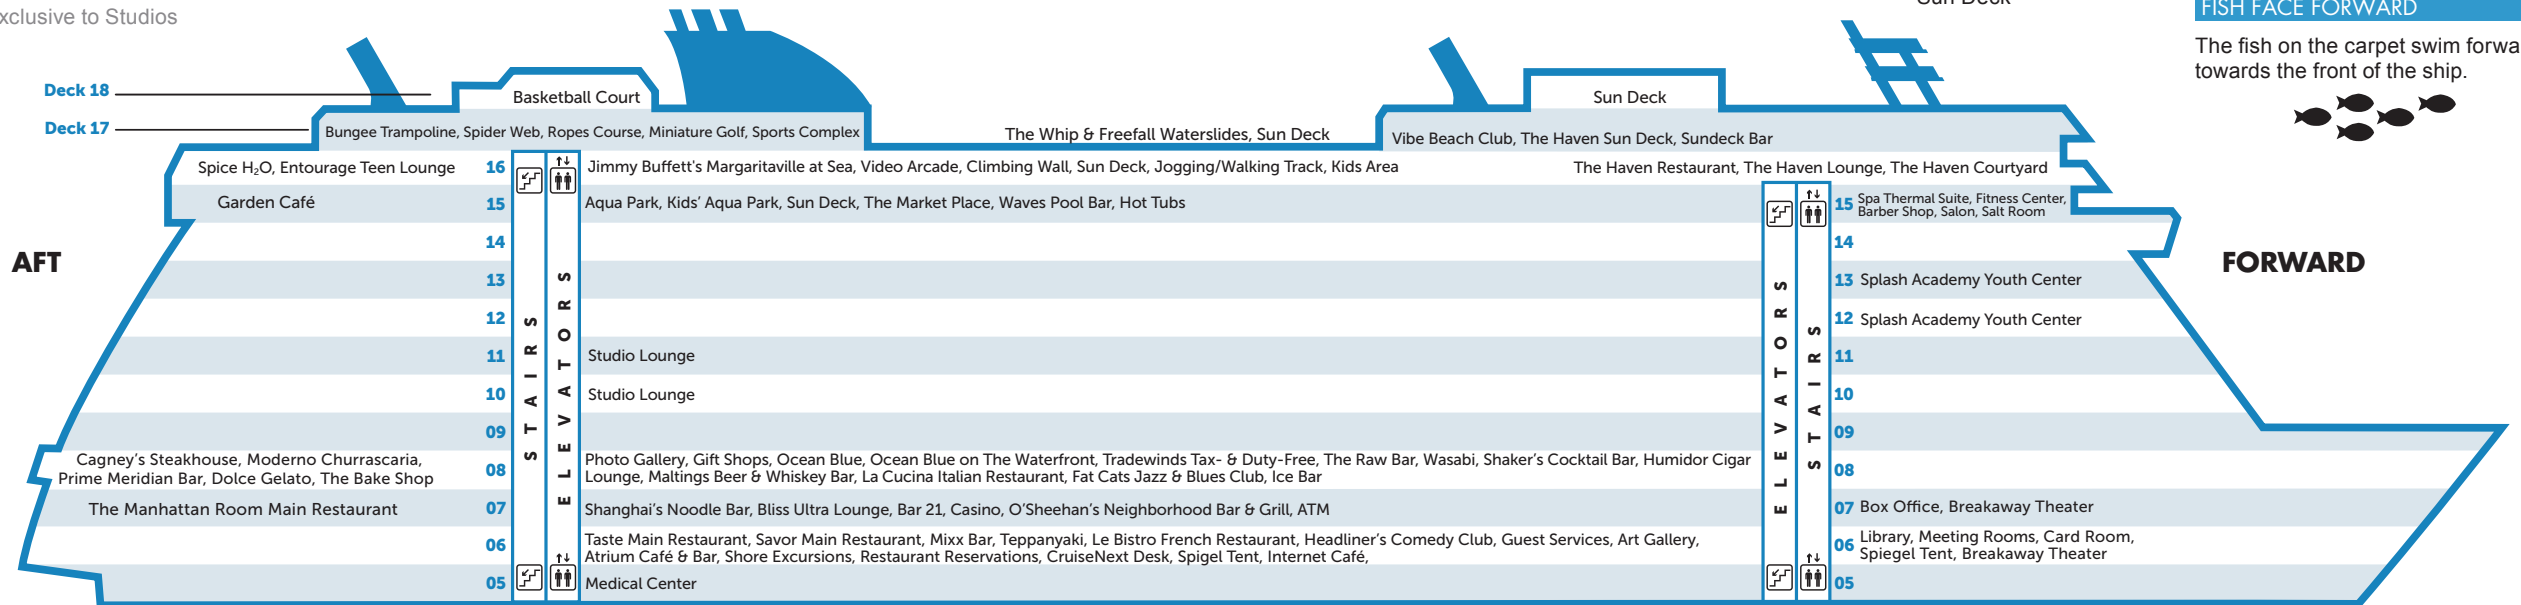 xclusive to Studios
Sun Deck
FISH FACE FORWARD
The fish on the carpet swim forwa
towards the front of the ship.
Deck 18
Basketball Court
Sun Deck
Deck 17
Bungee Trampoline, Spider Web, Ropes Course, Miniature Golf, Sports Complex
The Whip & Freefall Waterslides, Sun Deck
Vibe Beach Club, The Haven Sun Deck, Sundeck Bar
Spice H₂O, Entourage Teen Lounge
16
Jimmy Buffett's Margaritaville at Sea, Video Arcade, Climbing Wall, Sun Deck, Jogging/Walking Track, Kids Area
The Haven Restaurant, The Haven Lounge, The Haven Courtyard
Garden Café
15
Aqua Park, Kids' Aqua Park, Sun Deck, The Market Place, Waves Pool Bar, Hot Tubs
15
Spa Thermal Suite, Fitness Center,
Barber Shop, Salon, Salt Room
14
14
AFT
FORWARD
13
13 Splash Academy Youth Center
12
12 Splash Academy Youth Center
STAIRS
ELEVATORS
ELEVATORS
STAIRS
11
Studio Lounge
11
10
Studio Lounge
10
09
09
Cagney's Steakhouse, Moderno Churrascaria,
Prime Meridian Bar, Dolce Gelato, The Bake Shop
08
Photo Gallery, Gift Shops, Ocean Blue, Ocean Blue on The Waterfront, Tradewinds Tax- & Duty-Free, The Raw Bar, Wasabi, Shaker's Cocktail Bar, Humidor Cigar
Lounge, Maltings Beer & Whiskey Bar, La Cucina Italian Restaurant, Fat Cats Jazz & Blues Club, Ice Bar
08
The Manhattan Room Main Restaurant
07
Shanghai's Noodle Bar, Bliss Ultra Lounge, Bar 21, Casino, O'Sheehan's Neighborhood Bar & Grill, ATM
07 Box Office, Breakaway Theater
06
Taste Main Restaurant, Savor Main Restaurant, Mixx Bar, Teppanyaki, Le Bistro French Restaurant, Headliner's Comedy Club, Guest Services, Art Gallery,
Atrium Café & Bar, Shore Excursions, Restaurant Reservations, CruiseNext Desk, Spigel Tent, Internet Café,
06
Library, Meeting Rooms, Card Room,
Spiegel Tent, Breakaway Theater
05
Medical Center
05